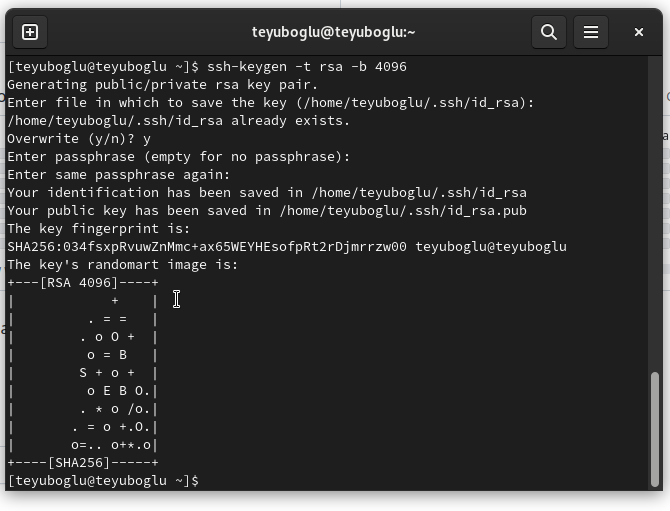 teyuboglu@teyuboglu:~
[teyuboglu@teyuboglu ~]$ ssh-keygen -t rsa -b 4096
Generating public/private rsa key pair.
Enter file in which to save the key (/home/teyuboglu/.ssh/id_rsa):
/home/teyuboglu/.ssh/id_rsa already exists.
Overwrite (y/n)? y
Enter passphrase (empty for no passphrase):
Enter same passphrase again:
Your identification has been saved in /home/teyuboglu/.ssh/id_rsa
Your public key has been saved in /home/teyuboglu/.ssh/id_rsa.pub
The key fingerprint is:
SHA256:034fsxpRvuwZnMmc+ax65WEYHEsofpRt2rDjmrrzw00 teyuboglu@teyuboglu
The key's randomart image is:
+---[RSA 4096]----+
|            +    |
|         . = =   |
|        . o O +  |
|         o = B   |
|        S + o +  |
|         o E B O.|
|        . * o /o.|
|       . = o +.O.|
|       o=.. o+*.o|
+----[SHA256]-----+
[teyuboglu@teyuboglu ~]$